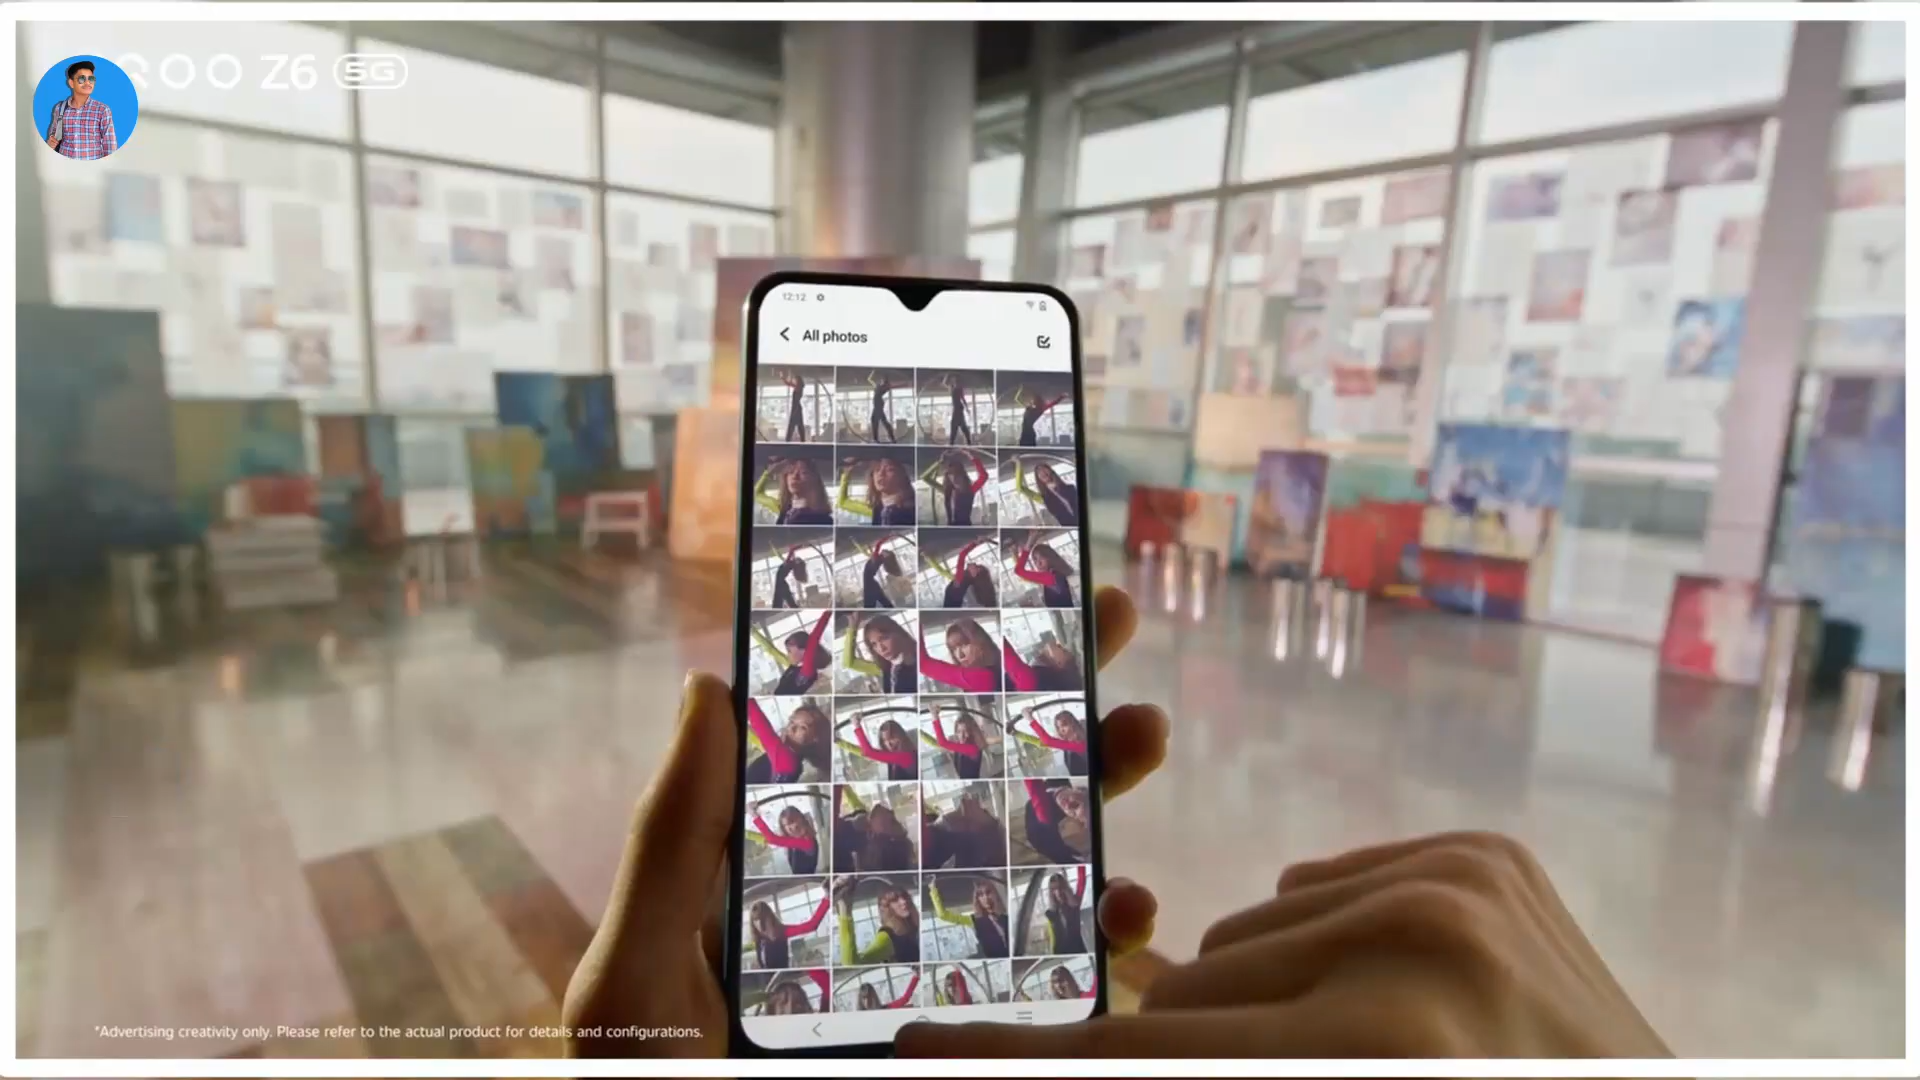 QOO Z6 5G
12:12
All photos
*Advertising creativity only. Please refer to the actual product for details and configurations.